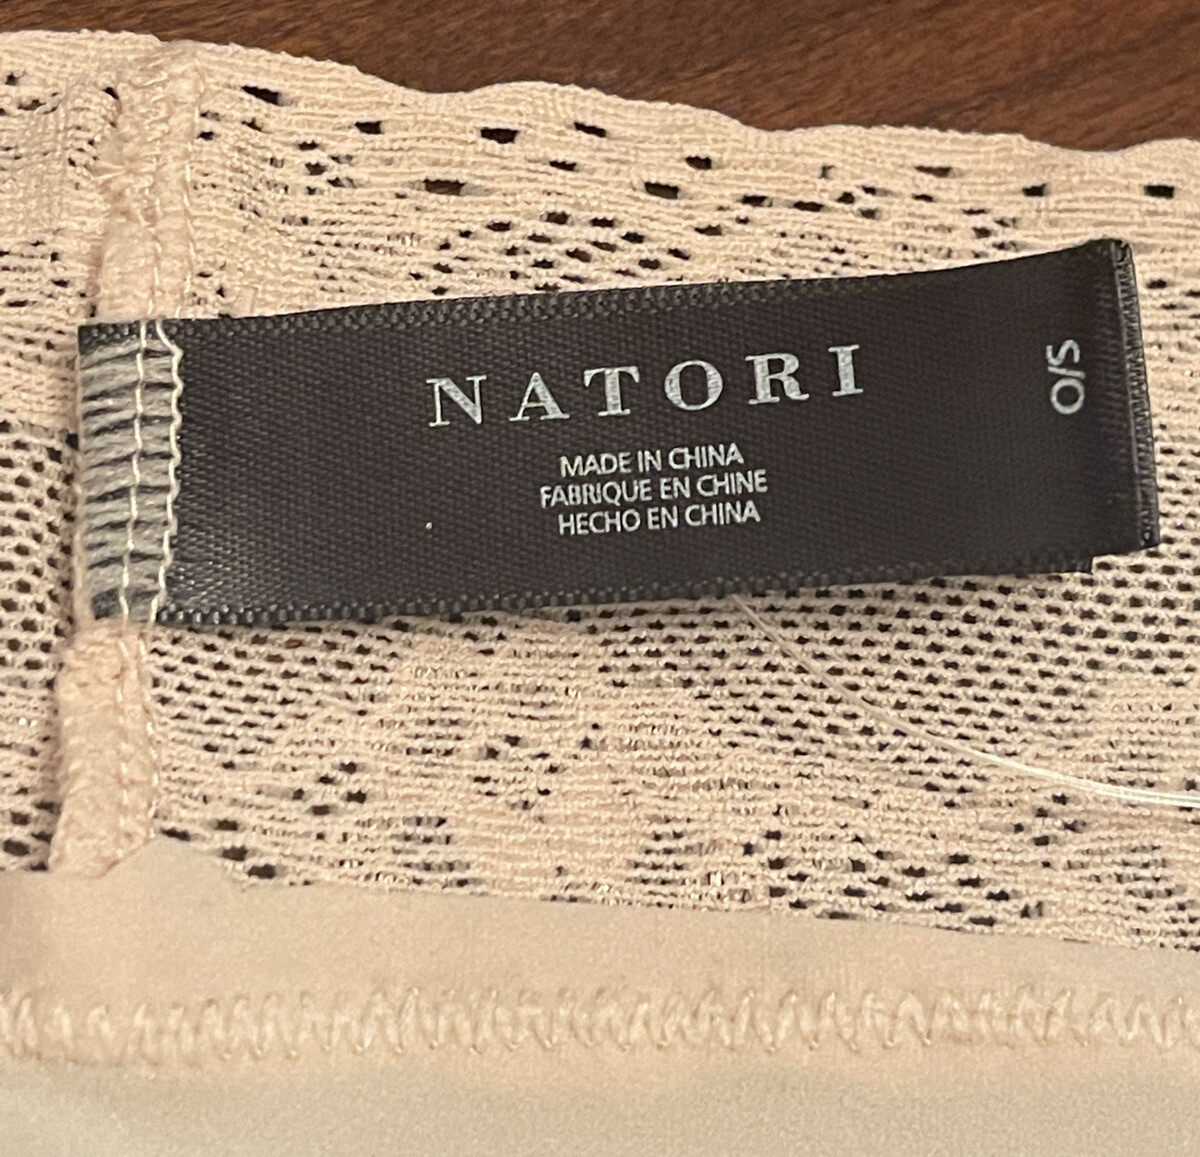 NATORI
O/S
MADE IN CHINA
FABRIQUE EN CHINE
HECHO EN CHINA